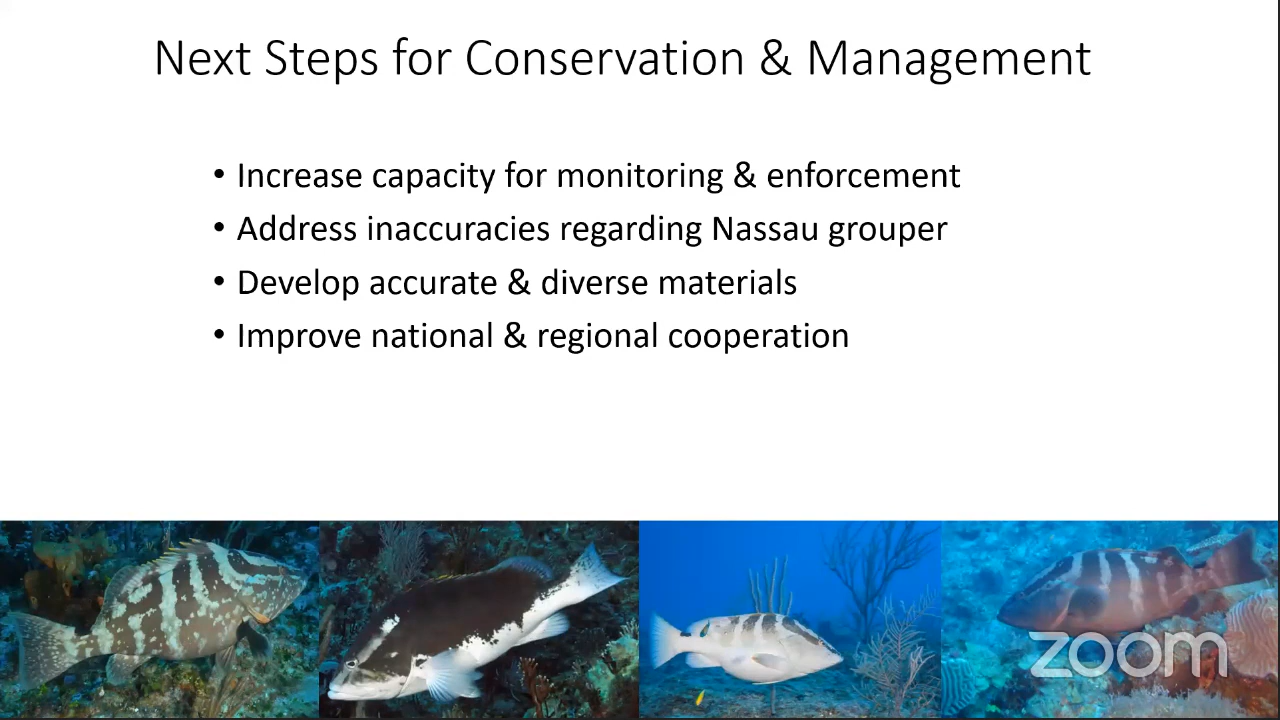 Next Steps for Conservation & Management
• Increase capacity for monitoring & enforcement
• Address inaccuracies regarding Nassau grouper
• Develop accurate & diverse materials
• Improve national & regional cooperation
zoom